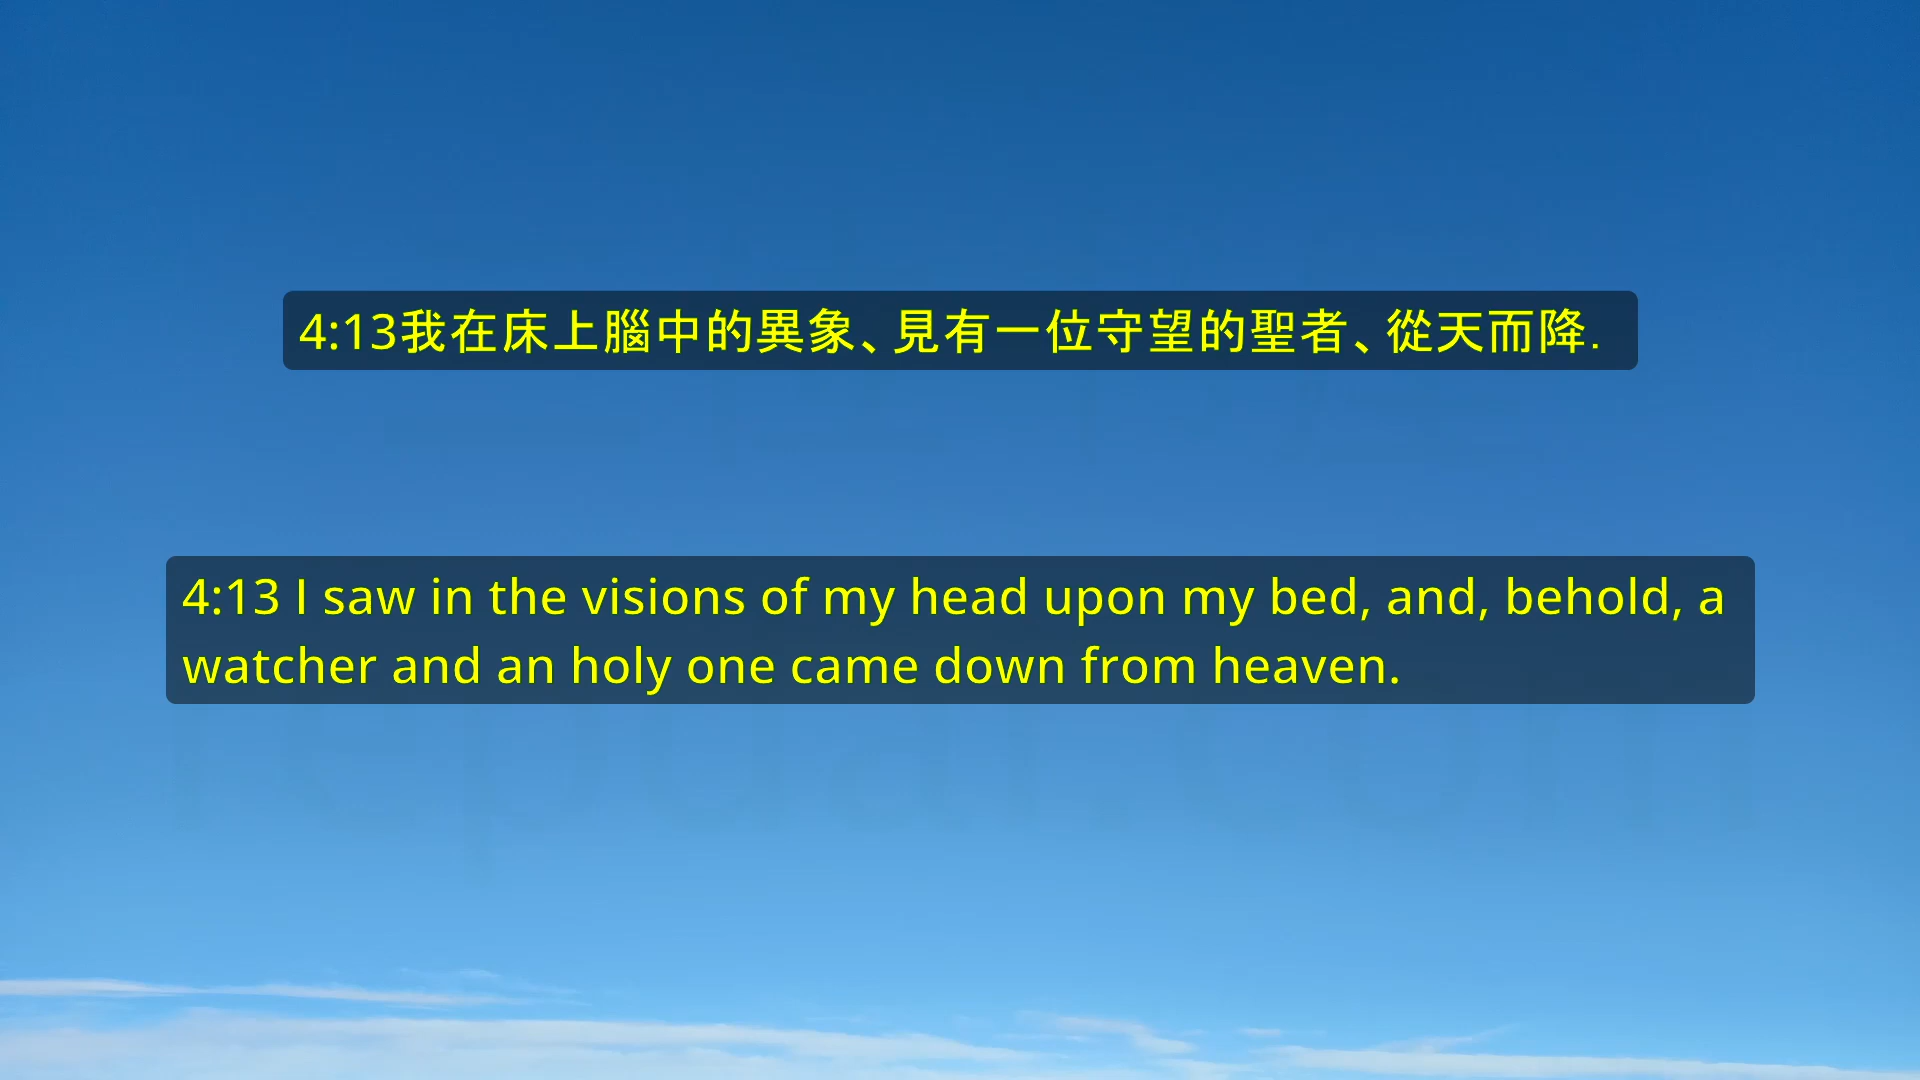 4:13我在床上腦中的異象、見有一位守望的聖者、從天而降.
4:13 I saw in the visions of my head upon my bed, and, behold, a
watcher and an holy one came down from heaven.